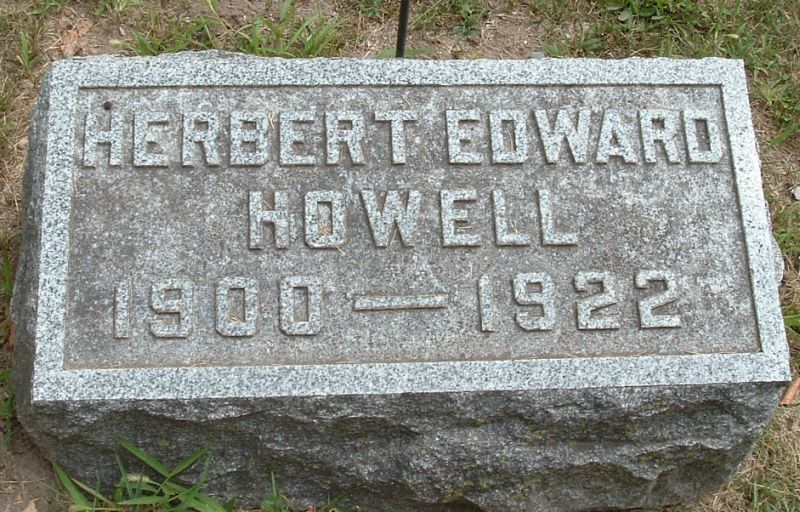 HERBERT EDWARD
HOWELL
1900 — 1922